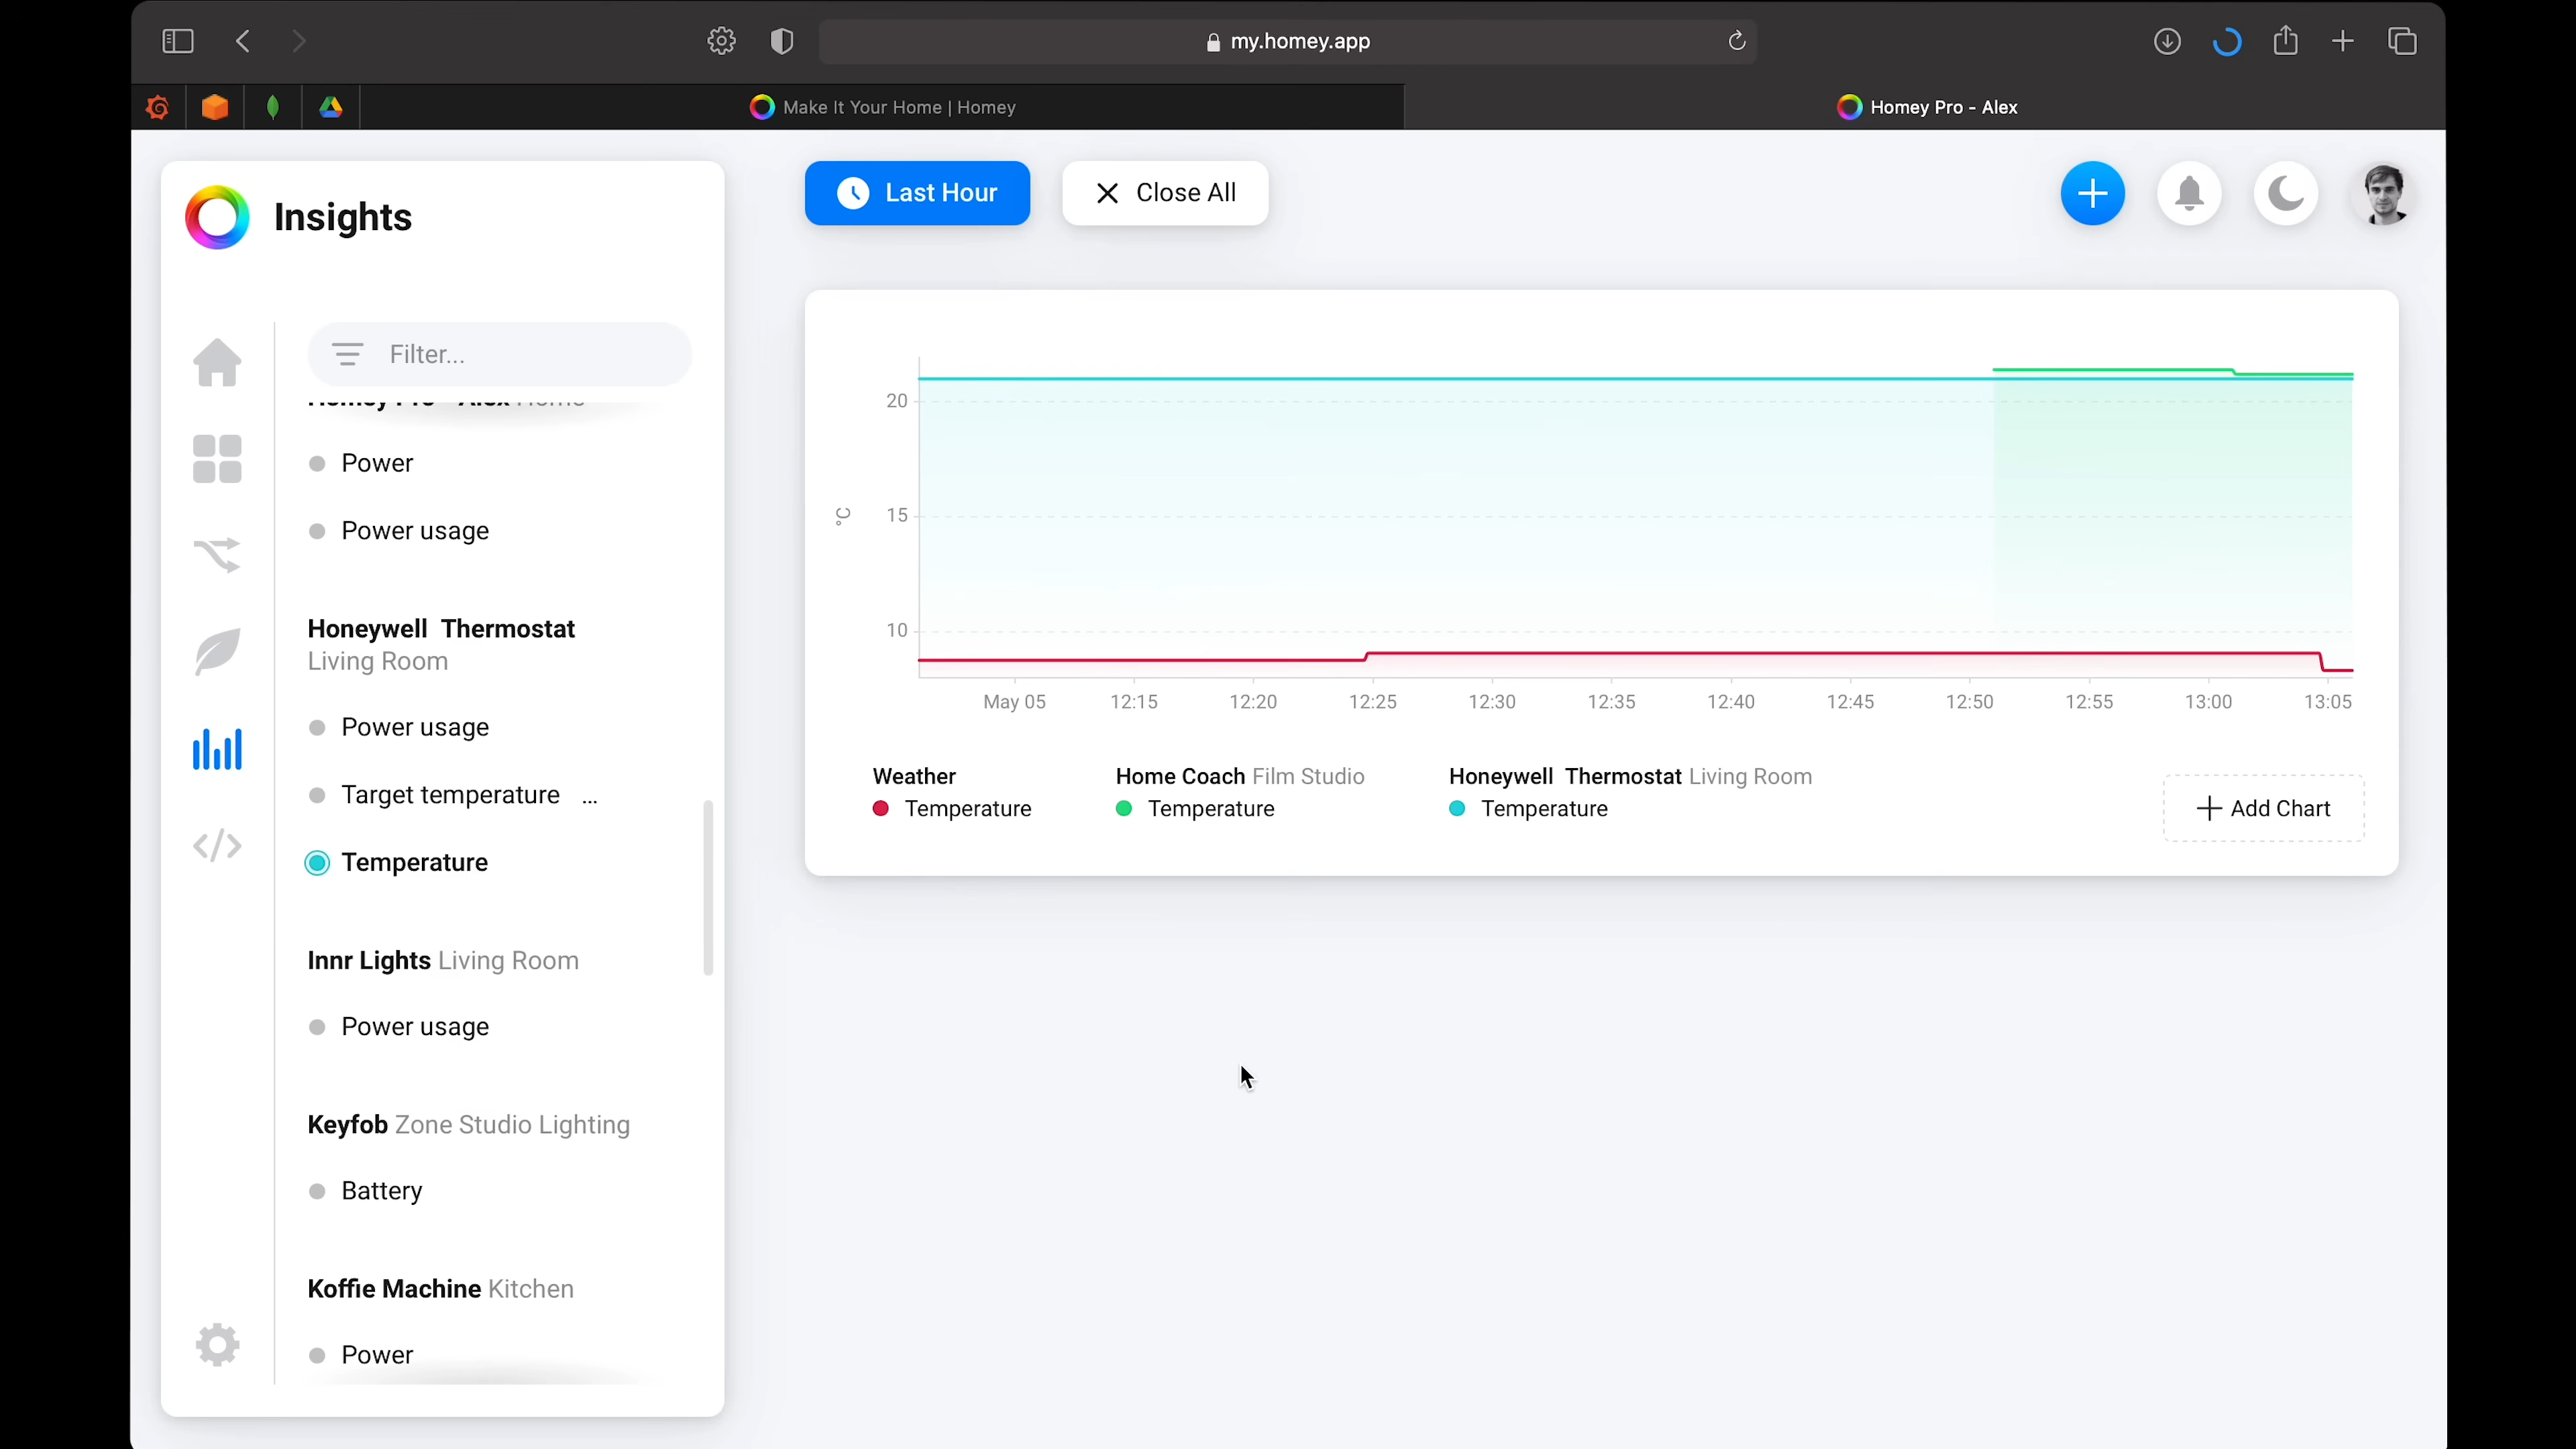 my.homey.app
Make It Your Home | Homey
Homey Pro - Alex
Insights
Last Hour
Close All
Filter...
Homey Pro - Alex Home
Power
Power usage
Honeywell Thermostat
Living Room
Power usage
Target temperature ...
Temperature
Innr Lights Living Room
Power usage
Keyfob Zone Studio Lighting
Battery
Koffie Machine Kitchen
Power
°C
20
15
10
May 05 12:15 12:20 12:25 12:30 12:35 12:40 12:45 12:50 12:55 13:00 13:05
Weather
Temperature
Home Coach Film Studio
Temperature
Honeywell Thermostat Living Room
Temperature
Add Chart